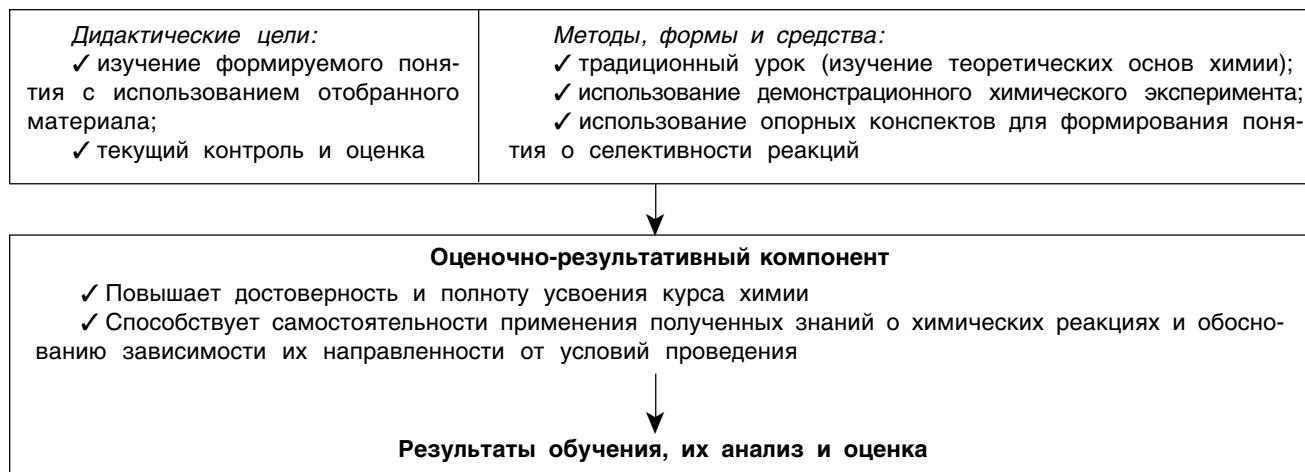 Дидактические цели:
✓ изучение формируемого поня-
тия с использованием отобранного
материала;
✓ текущий контроль и оценка
Методы, формы и средства:
✓ традиционный урок (изучение теоретических основ химии);
✓ использование демонстрационного химического эксперимента;
✓ использование опорных конспектов для формирования поня-
тия о селективности реакций
Оценочно-результативный компонент
✓ Повышает достоверность и полноту усвоения курса химии
✓ Способствует самостоятельности применения полученных знаний о химических реакциях и обосно-
ванию зависимости их направленности от условий проведения
Результаты обучения, их анализ и оценка